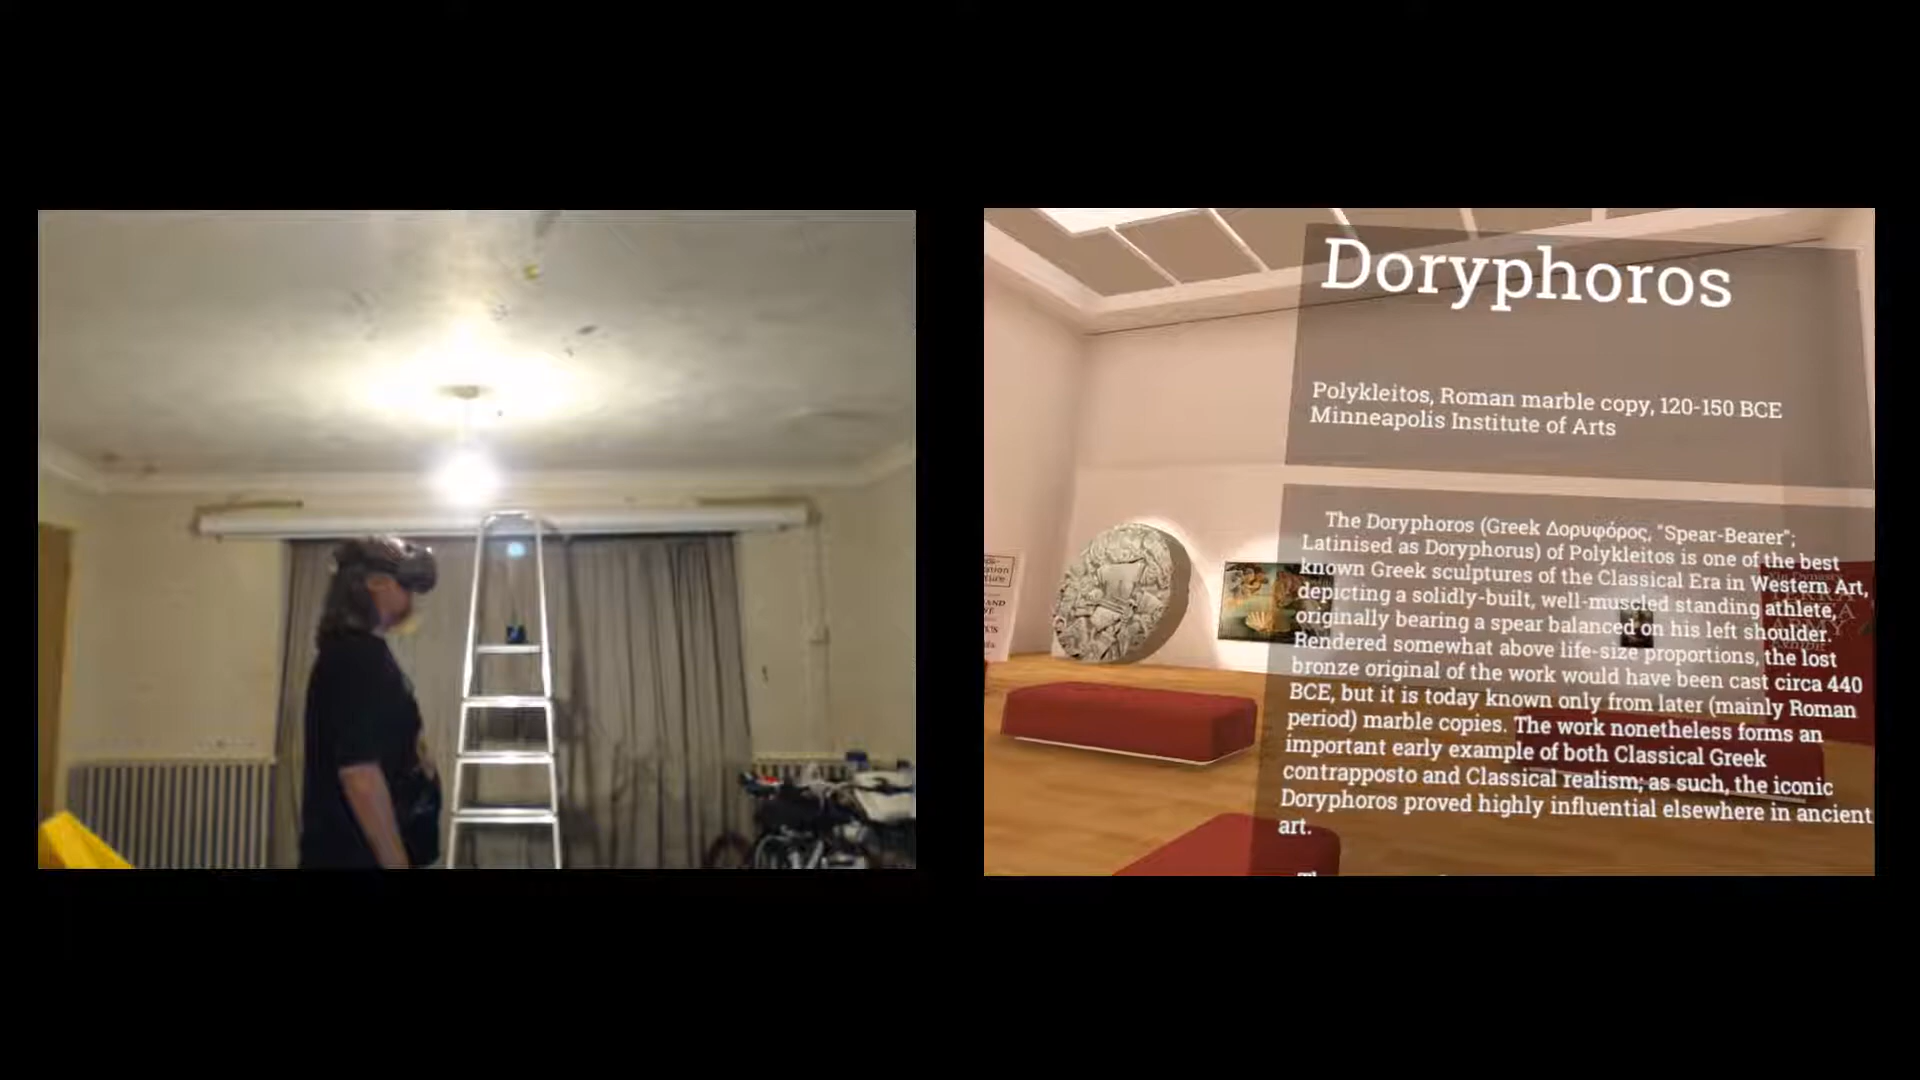 Doryphoros
Polykleitos, Roman marble copy, 120-150 BCE
Minneapolis Institute of Arts
The Doryphoros (Greek Δορυφόρος, "Spear-Bearer";
Latinised as Doryphorus) of Polykleitos is one of the best
known Greek sculptures of the Classical Era in Western Art,
depicting a solidly-built, well-muscled standing athlete,
originally bearing a spear balanced on his left shoulder.
Rendered somewhat above life-size proportions, the lost
bronze original of the work would have been cast circa 440
BCE, but it is today known only from later (mainly Roman
period) marble copies. The work nonetheless forms an
important early example of both Classical Greek
contrapposto and Classical realism; as such, the iconic
Doryphoros proved highly influential elsewhere in ancient
art.